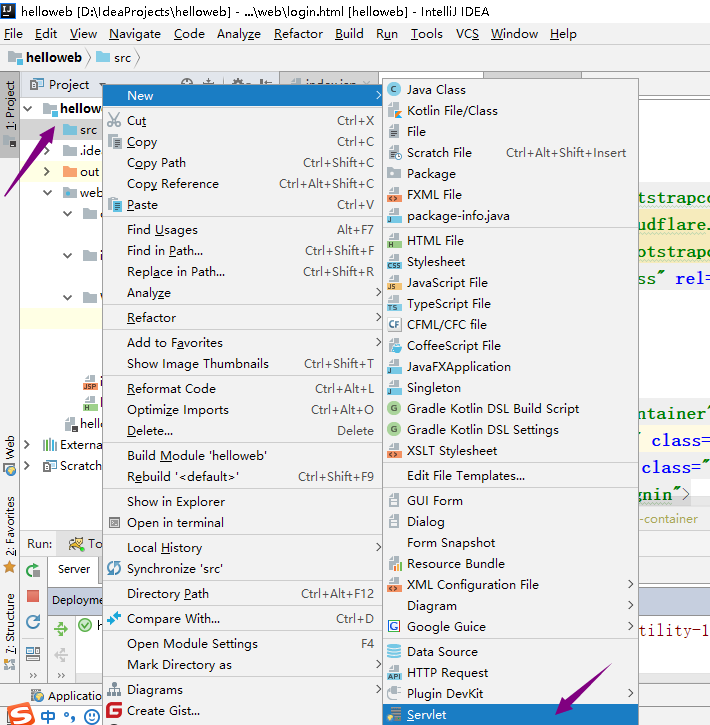 helloweb [D:\IdeaProjects\helloweb] - ...\web\login.html [helloweb] - IntelliJ IDEA
File Edit View Navigate Code Analyze Refactor Build Run Tools VCS Window Help
helloweb src
1: Project
Project
index.jsp
hellow
src
.ide
out
web
Externa
Scratch
Web
2: Favorites
7: Structure
Run: To
Server
Deployme
Application
中
New
Cut Ctrl+X
Copy Ctrl+C
Copy Path Ctrl+Shift+C
Copy Reference Ctrl+Alt+Shift+C
Paste Ctrl+V
Find Usages Alt+F7
Find in Path... Ctrl+Shift+F
Replace in Path... Ctrl+Shift+R
Analyze
Refactor
Add to Favorites
Show Image Thumbnails Ctrl+Shift+T
Reformat Code Ctrl+Alt+L
Optimize Imports Ctrl+Alt+O
Delete... Delete
Build Module 'helloweb'
Rebuild '<default>' Ctrl+Shift+F9
Show in Explorer
Open in terminal
Local History
Synchronize 'src'
Directory Path Ctrl+Alt+F12
Compare With... Ctrl+D
Open Module Settings F4
Mark Directory as
Diagrams
Create Gist...
Java Class
Kotlin File/Class
File
Scratch File Ctrl+Alt+Shift+Insert
Package
FXML File
package-info.java
HTML File
Stylesheet
JavaScript File
TypeScript File
CFML/CFC file
CoffeeScript File
JavaFXApplication
Singleton
Gradle Kotlin DSL Build Script
Gradle Kotlin DSL Settings
XSLT Stylesheet
Edit File Templates...
GUI Form
Dialog
Form Snapshot
Resource Bundle
XML Configuration File
Diagram
Google Guice
Data Source
HTTP Request
Plugin DevKit
Servlet
tstrapco
udflare.
otstrapc
ss" rel=
ntainer"
" class=
class="
gnin">
-container
tility-1